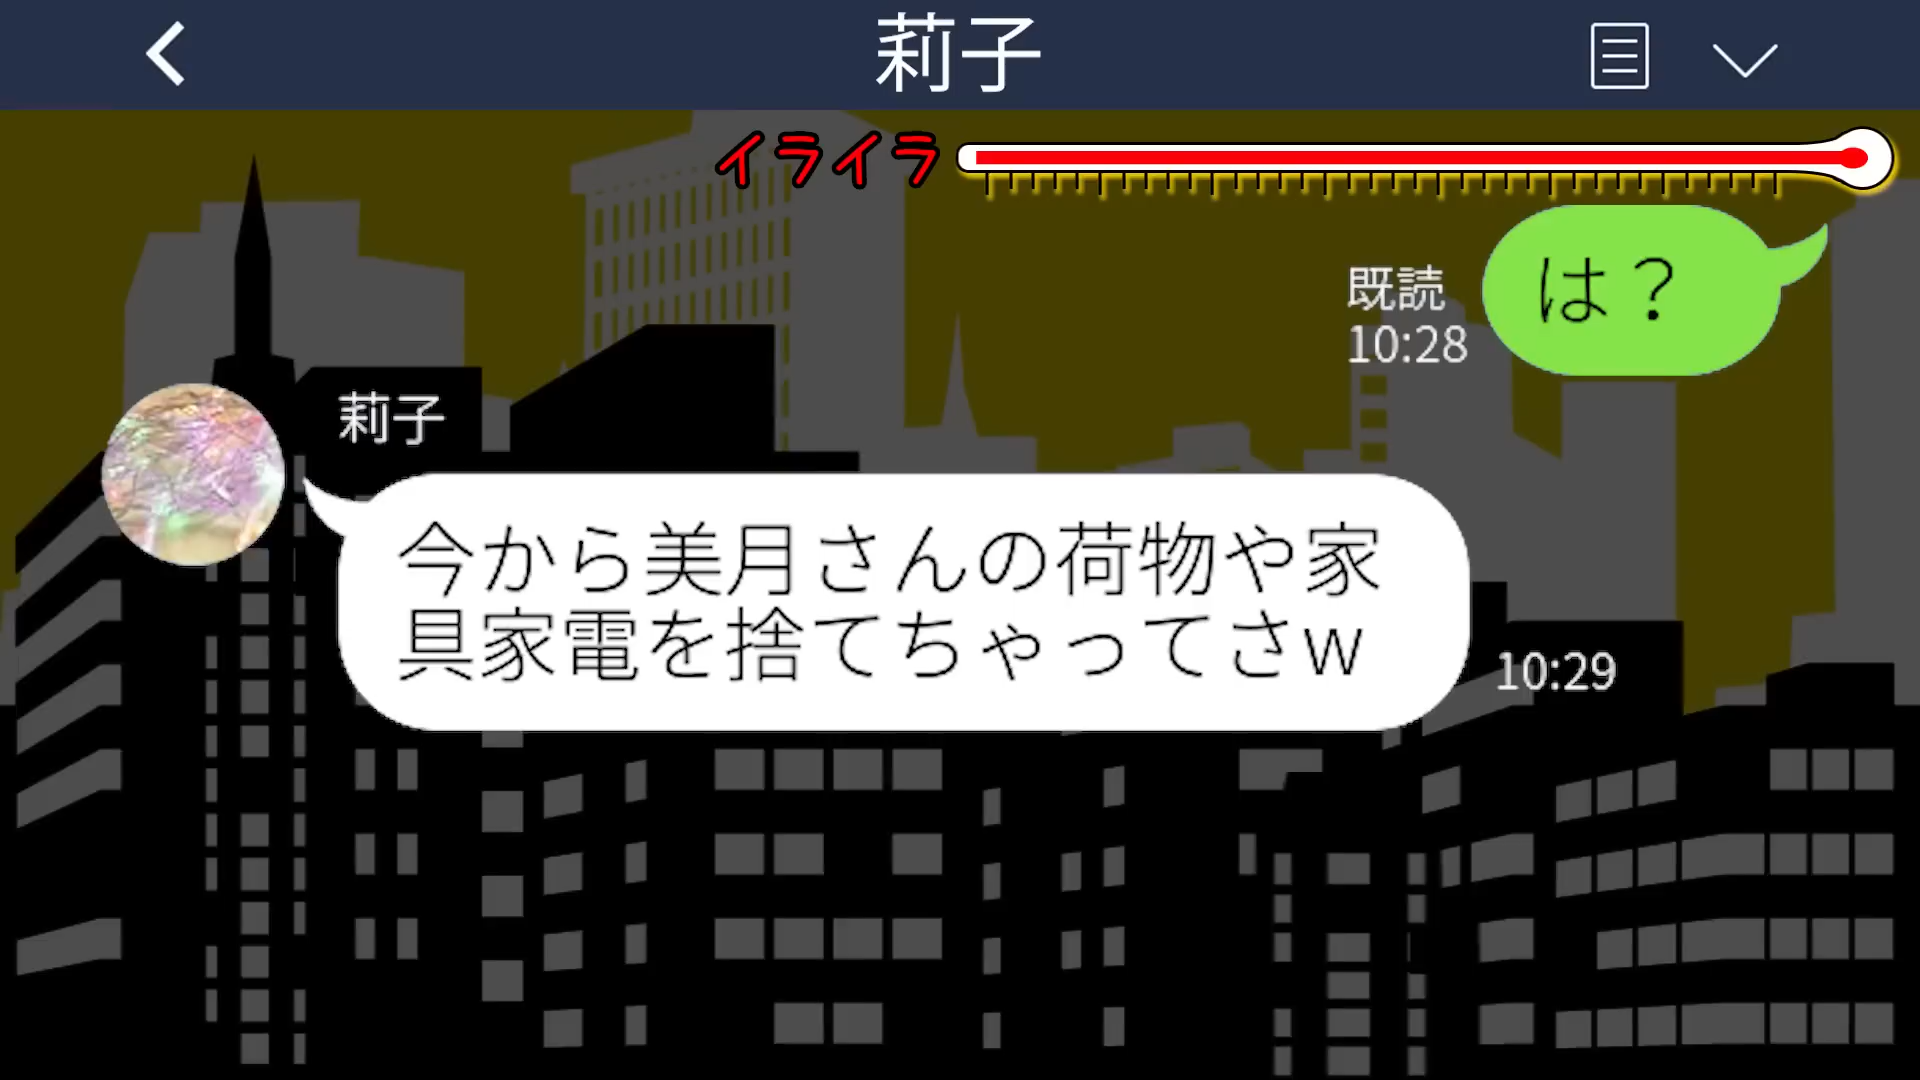 莉子
イライラ
は？
既読
10:28
莉子
今から美月さんの荷物や家
具家電を捨てちゃってさw
10:29